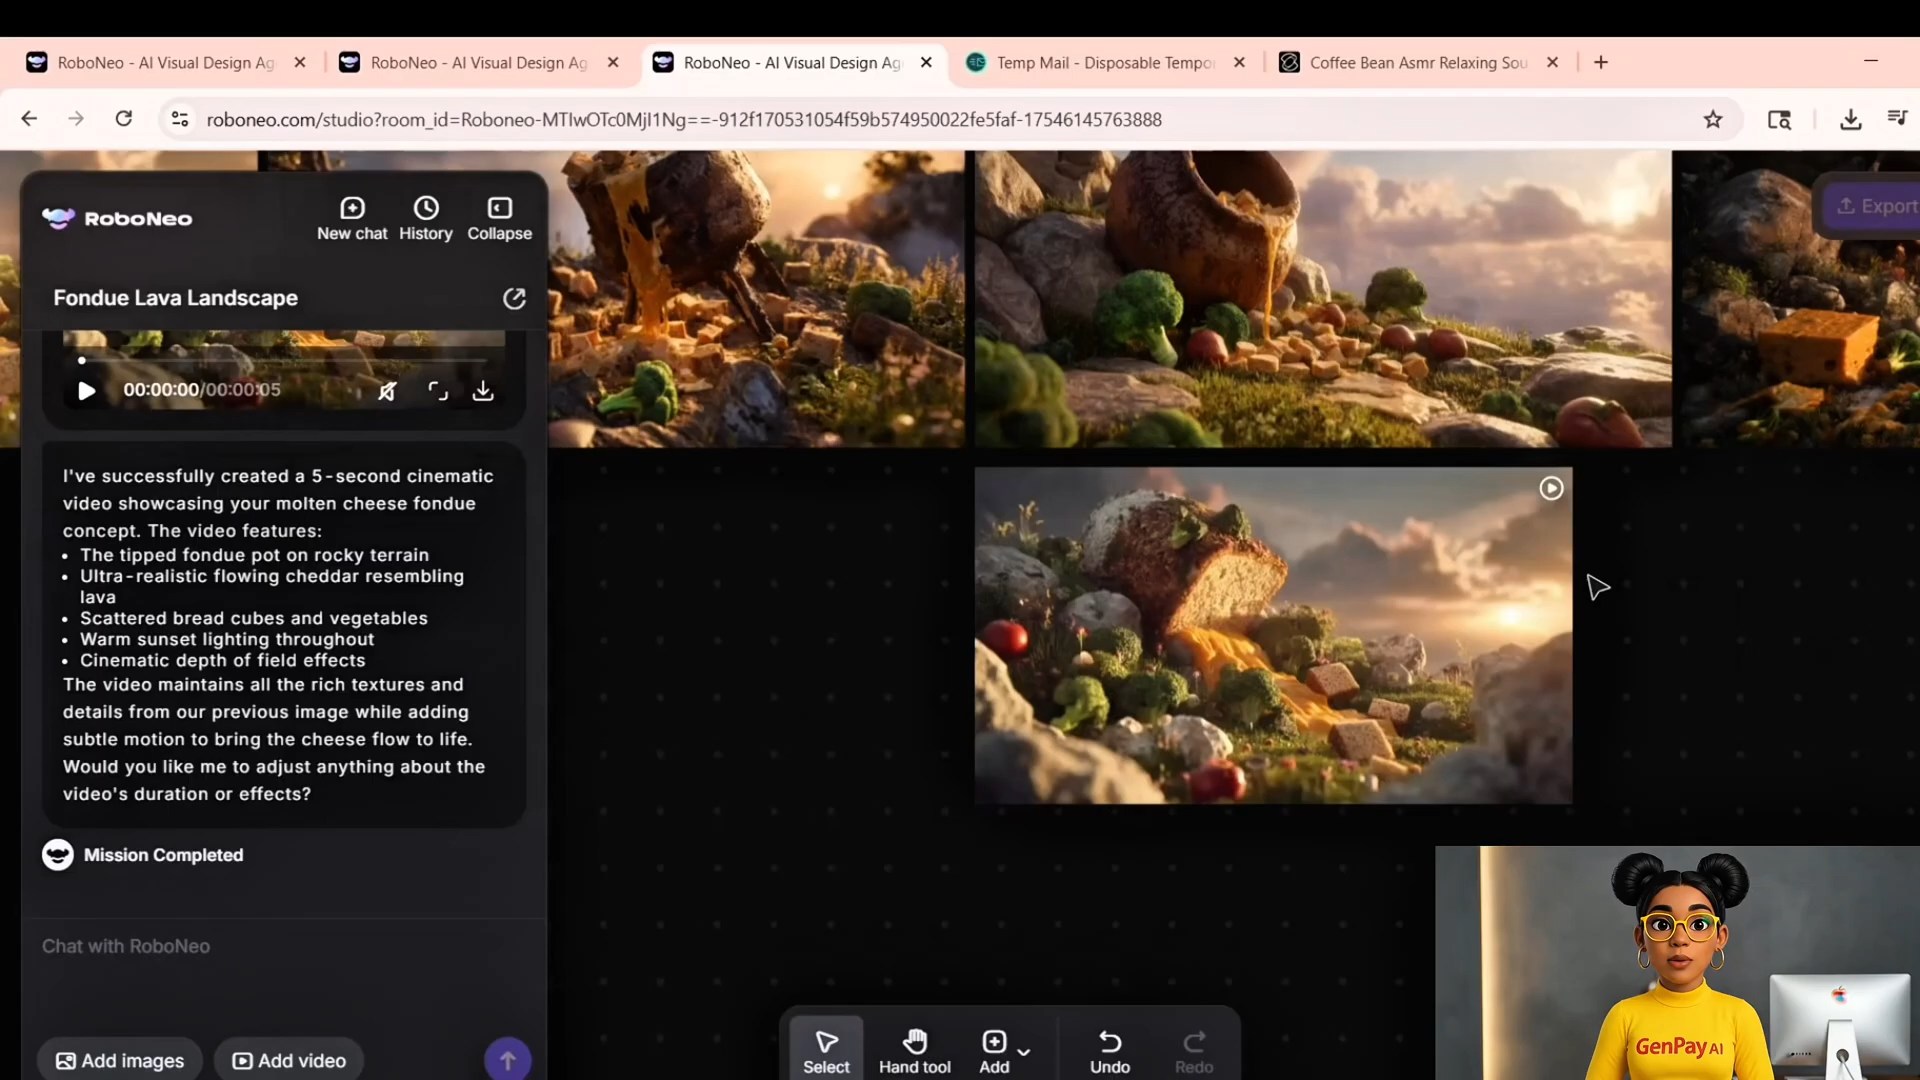 RoboNeo - AI Visual Design Ag
RoboNeo - AI Visual Design Ag
RoboNeo - AI Visual Design Age
Temp Mail - Disposable Tempo
Coffee Bean Asmr Relaxing Sou
roboneo.com/studio?room_id=Roboneo-MTIwOTc0MjI1Ng==-912f170531054f59b574950022fe5faf-17546145763888
RoboNeo
New chat
History
Collapse
Export
Fondue Lava Landscape
00:00:00/00:00:05
I've successfully created a 5-second cinematic
video showcasing your molten cheese fondue
concept. The video features:
• The tipped fondue pot on rocky terrain
• Ultra-realistic flowing cheddar resembling
lava
• Scattered bread cubes and vegetables
• Warm sunset lighting throughout
• Cinematic depth of field effects
The video maintains all the rich textures and
details from our previous image while adding
subtle motion to bring the cheese flow to life.
Would you like me to adjust anything about the
video's duration or effects?
Mission Completed
Chat with RoboNeo
Add images
Add video
Select
Hand tool
Add
Undo
Redo
GenPay AI